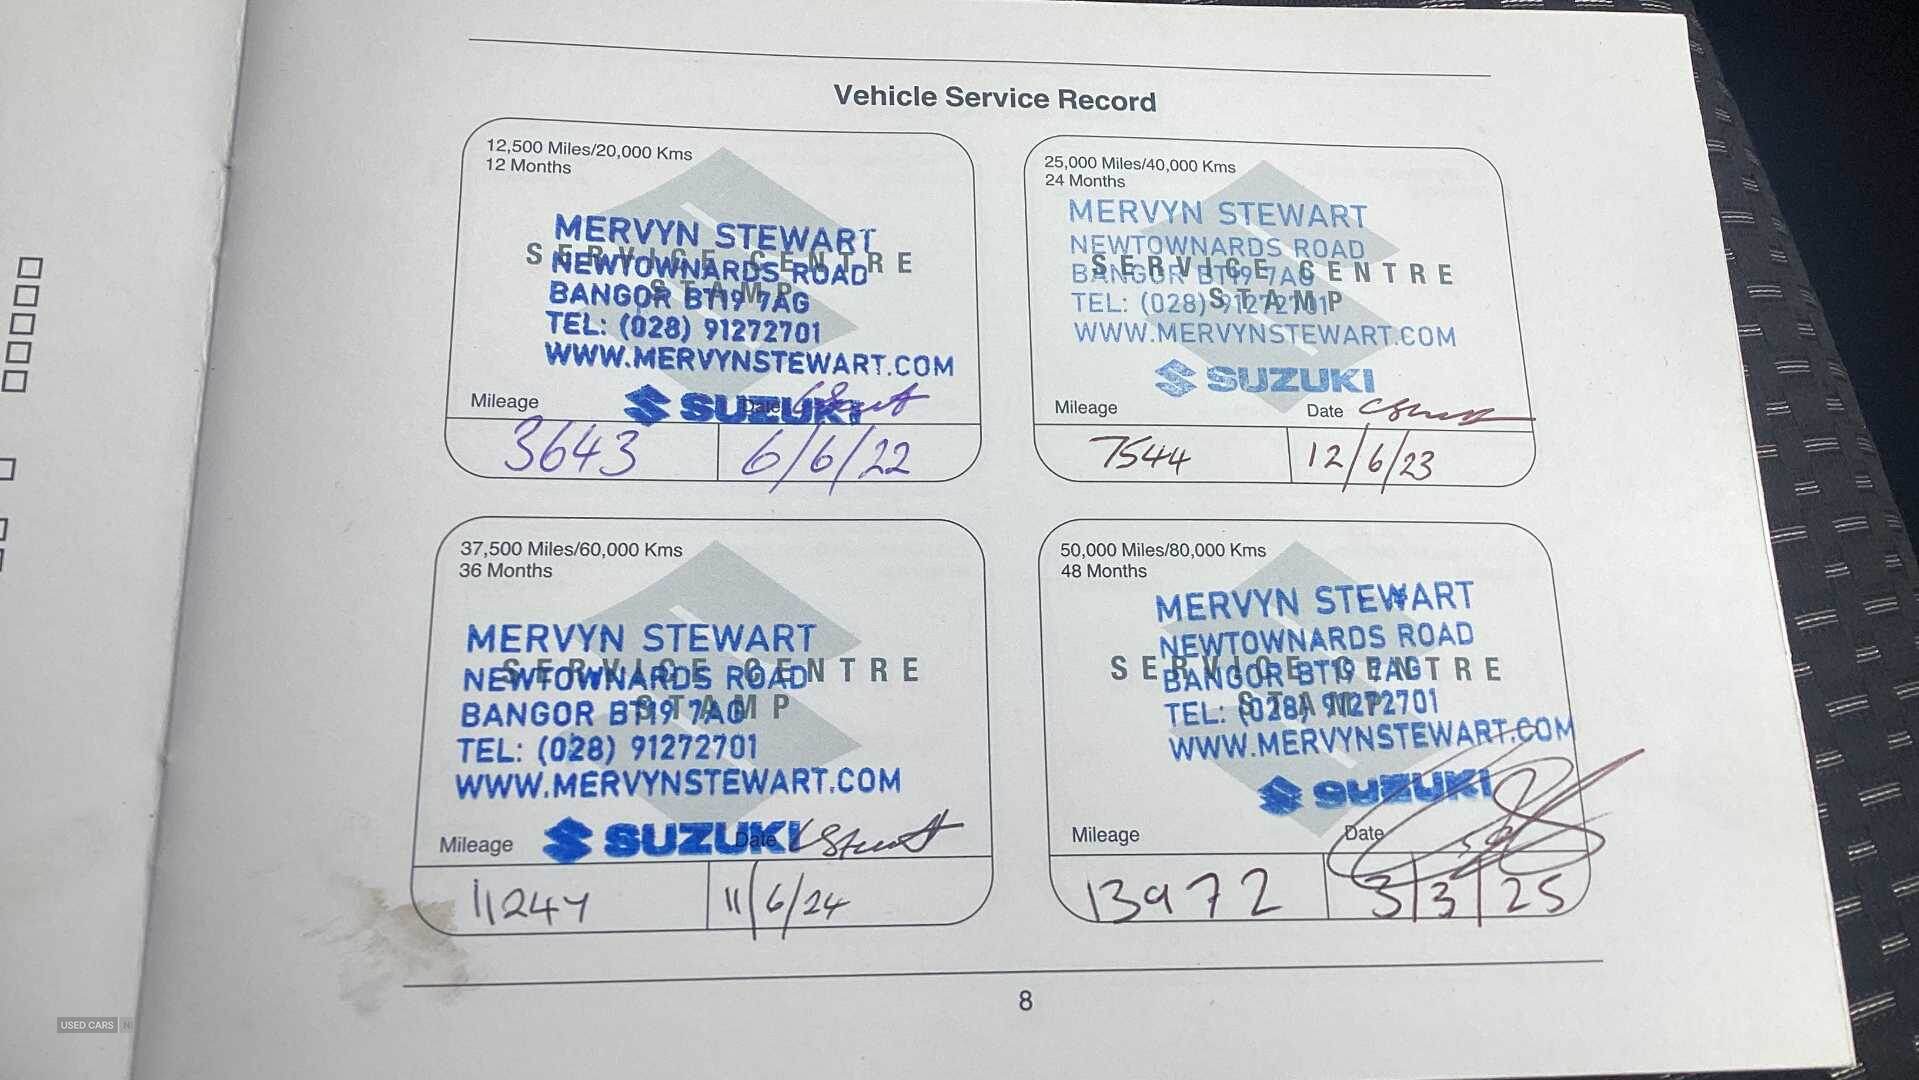 Vehicle Service Record
12,500 Miles/20,000 Kms
12 Months
SERVICE CENTRE
STAMP
MERVYN STEWART
NEWTOWNARDS ROAD
BANGOR BT19 7AG
TEL: (028) 91272701
WWW.MERVYNSTEWART.COM
SUZUKI
Mileage Date
3643 6/6/22
25,000 Miles/40,000 Kms
24 Months
SERVICE CENTRE
STAMP
MERVYN STEWART
NEWTOWNARDS ROAD
BANGOR BT19 7AG
TEL: (028) 91272701
WWW.MERVYNSTEWART.COM
SUZUKI
Mileage Date
7544 12/6/23
37,500 Miles/60,000 Kms
36 Months
SERVICE CENTRE
STAMP
MERVYN STEWART
NEWTOWNARDS ROAD
BANGOR BT19 7AG
TEL: (028) 91272701
WWW.MERVYNSTEWART.COM
SUZUKI
Mileage Date
11244 11/6/24
50,000 Miles/80,000 Kms
48 Months
SERVICE CENTRE
STAMP
MERVYN STEWART
NEWTOWNARDS ROAD
BANGOR BT19 7AG
TEL: (028) 91272701
WWW.MERVYNSTEWART.COM
SUZUKI
Mileage Date
13972 3/3/25
8
USED CARS NI